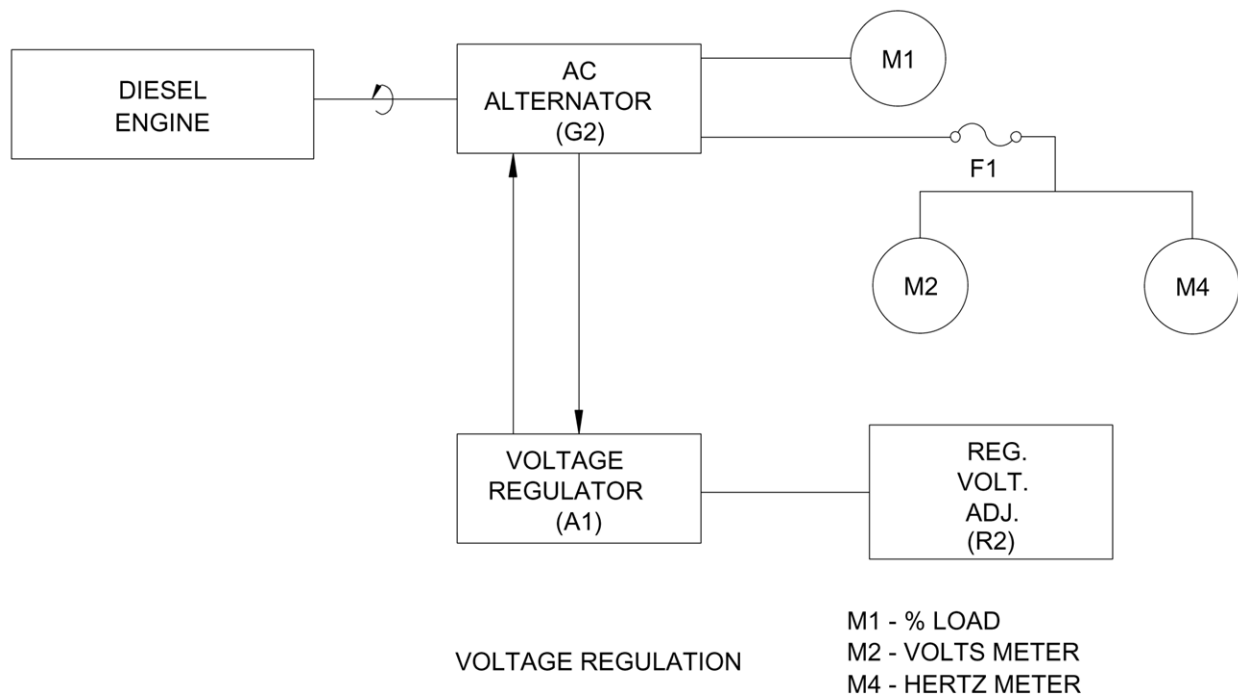 DIESEL
ENGINE
AC
ALTERNATOR
(G2)
M1
F1
M2
M4
VOLTAGE
REGULATOR
(A1)
REG.
VOLT.
ADJ.
(R2)
VOLTAGE REGULATION
M1 - % LOAD
M2 - VOLTS METER
M4 - HERTZ METER